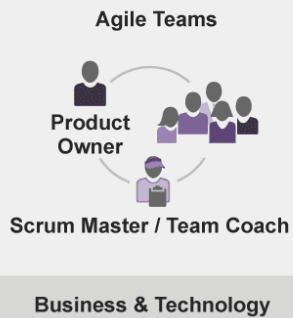 Agile Teams
Product
Owner
Scrum Master / Team Coach
Business & Technology